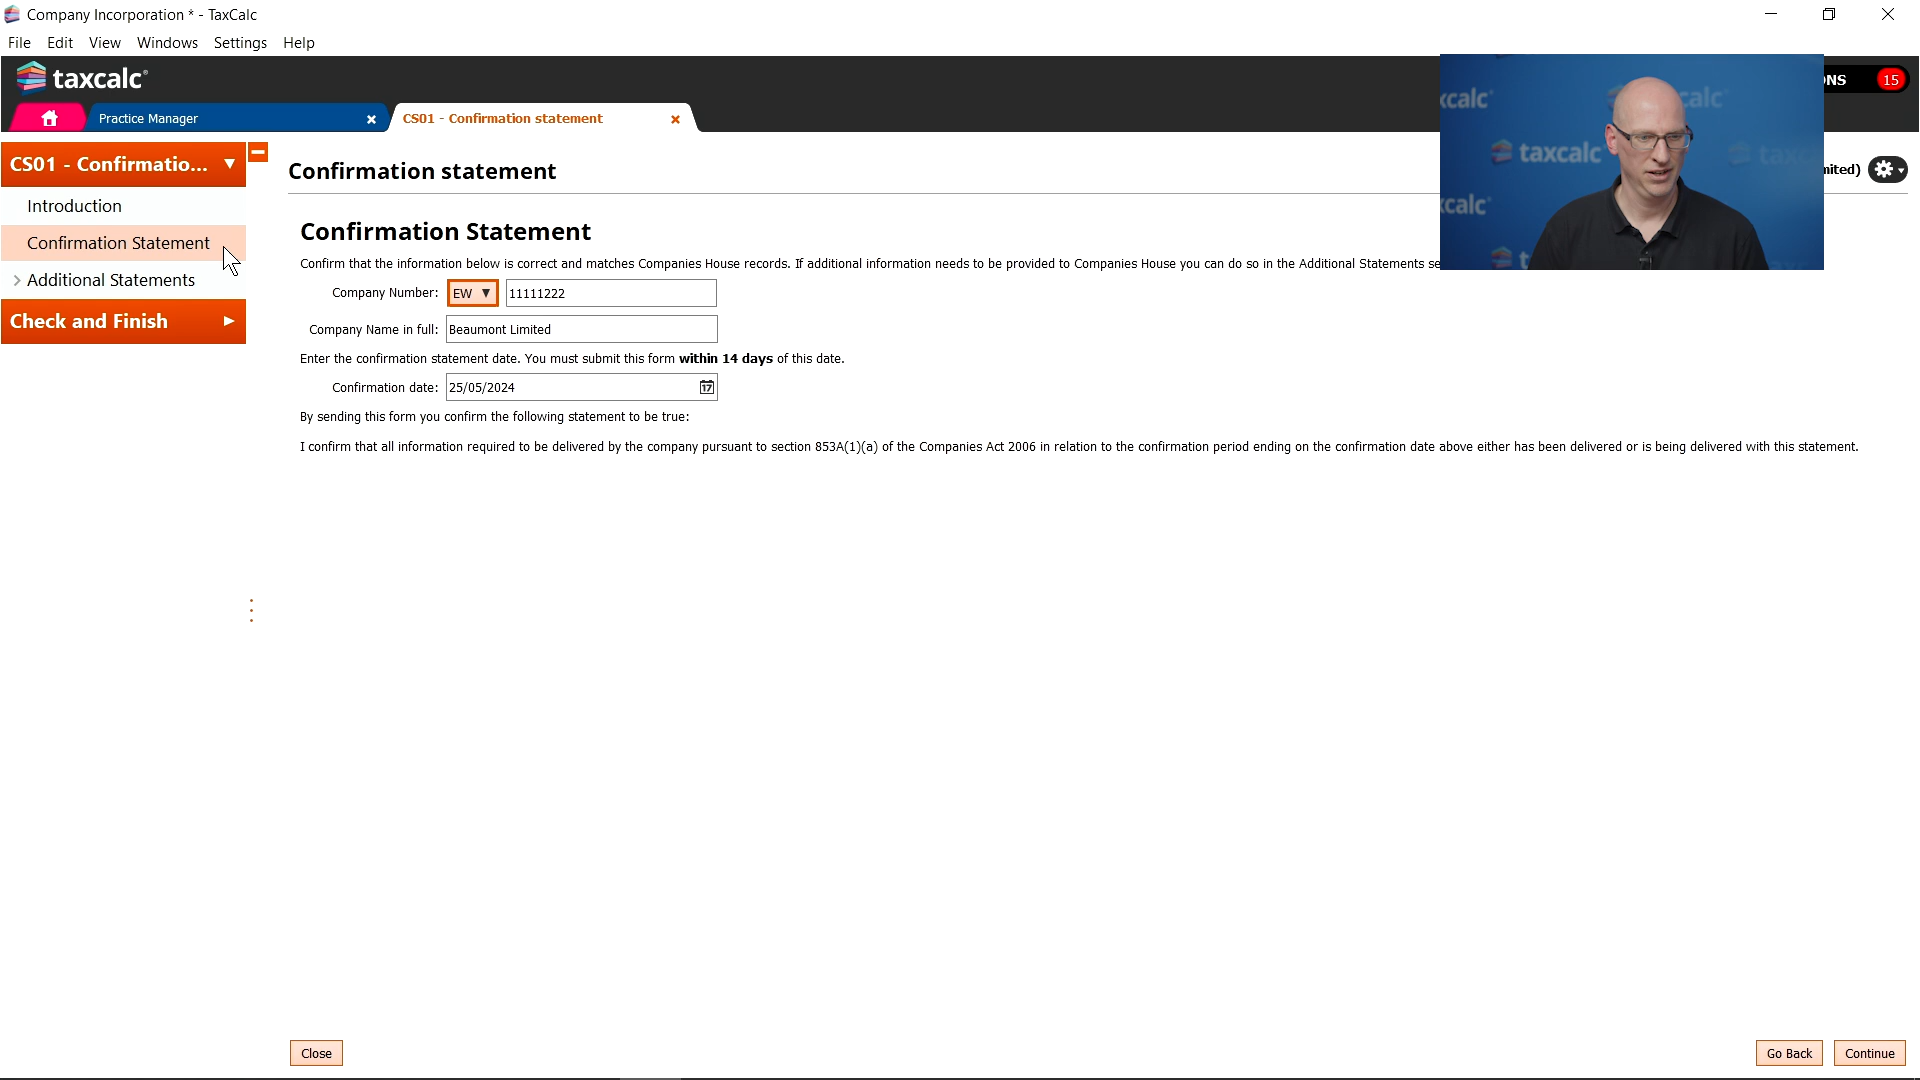 Company Incorporation * - TaxCalc
File Edit View Windows Settings Help
taxcalc
NS 15
Practice Manager
CS01 - Confirmation statement
CS01 - Confirmatio...
Introduction
Confirmation Statement
Additional Statements
Check and Finish
Confirmation statement
mited)
Confirmation Statement
Confirm that the information below is correct and matches Companies House records. If additional information needs to be provided to Companies House you can do so in the Additional Statements se
Company Number: EW 11111222
Company Name in full: Beaumont Limited
Enter the confirmation statement date. You must submit this form within 14 days of this date.
Confirmation date: 25/05/2024 17
By sending this form you confirm the following statement to be true:
I confirm that all information required to be delivered by the company pursuant to section 853A(1)(a) of the Companies Act 2006 in relation to the confirmation period ending on the confirmation date above either has been delivered or is being delivered with this statement.
xcalc
calc
taxcalc
taxc
xcalc
Close
Go Back
Continue